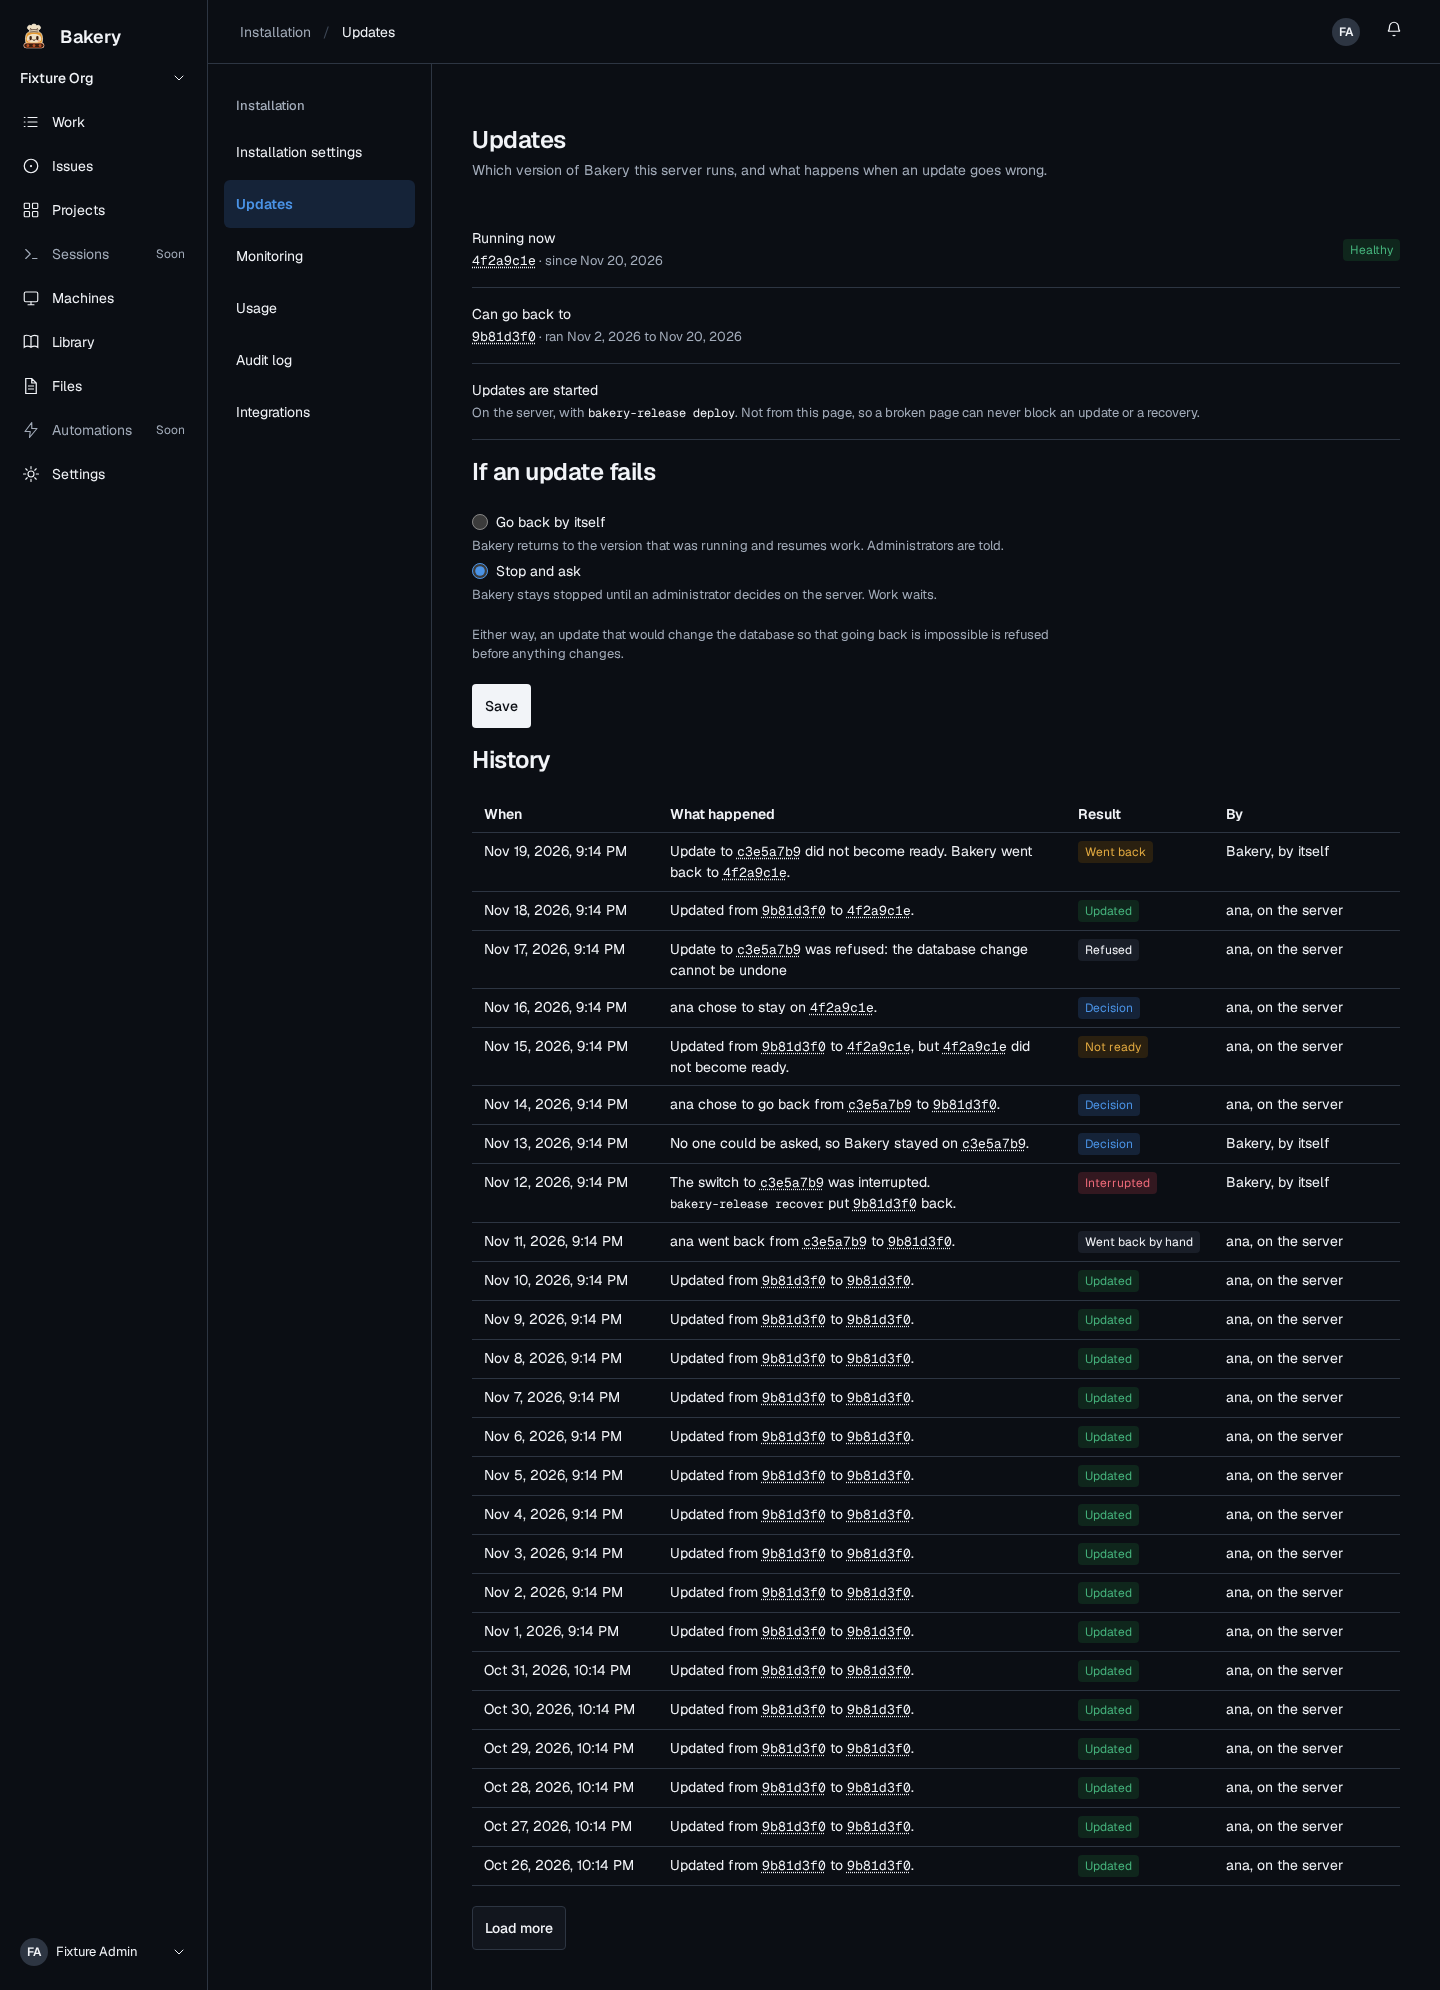 Bakery
Fixture Org
Work
Issues
Projects
Sessions Soon
Machines
Library
Files
Automations Soon
Settings
FA Fixture Admin
Installation / Updates
FA
Installation
Installation settings
Updates
Monitoring
Usage
Audit log
Integrations
Updates
Which version of Bakery this server runs, and what happens when an update goes wrong.
Running now
4f2a9c1e · since Nov 20, 2026
Healthy
Can go back to
9b81d3f0 · ran Nov 2, 2026 to Nov 20, 2026
Updates are started
On the server, with bakery-release deploy. Not from this page, so a broken page can never block an update or a recovery.
If an update fails
Go back by itself
Bakery returns to the version that was running and resumes work. Administrators are told.
Stop and ask
Bakery stays stopped until an administrator decides on the server. Work waits.
Either way, an update that would change the database so that going back is impossible is refused
before anything changes.
Save
History
When What happened Result By
Nov 19, 2026, 9:14 PM Update to c3e5a7b9 did not become ready. Bakery went Went back Bakery, by itself
back to 4f2a9c1e.
Nov 18, 2026, 9:14 PM Updated from 9b81d3f0 to 4f2a9c1e. Updated ana, on the server
Nov 17, 2026, 9:14 PM Update to c3e5a7b9 was refused: the database change Refused ana, on the server
cannot be undone
Nov 16, 2026, 9:14 PM ana chose to stay on 4f2a9c1e. Decision ana, on the server
Nov 15, 2026, 9:14 PM Updated from 9b81d3f0 to 4f2a9c1e, but 4f2a9c1e did Not ready ana, on the server
not become ready.
Nov 14, 2026, 9:14 PM ana chose to go back from c3e5a7b9 to 9b81d3f0. Decision ana, on the server
Nov 13, 2026, 9:14 PM No one could be asked, so Bakery stayed on c3e5a7b9. Decision Bakery, by itself
Nov 12, 2026, 9:14 PM The switch to c3e5a7b9 was interrupted. Interrupted Bakery, by itself
bakery-release recover put 9b81d3f0 back.
Nov 11, 2026, 9:14 PM ana went back from c3e5a7b9 to 9b81d3f0. Went back by hand ana, on the server
Nov 10, 2026, 9:14 PM Updated from 9b81d3f0 to 9b81d3f0. Updated ana, on the server
Nov 9, 2026, 9:14 PM Updated from 9b81d3f0 to 9b81d3f0. Updated ana, on the server
Nov 8, 2026, 9:14 PM Updated from 9b81d3f0 to 9b81d3f0. Updated ana, on the server
Nov 7, 2026, 9:14 PM Updated from 9b81d3f0 to 9b81d3f0. Updated ana, on the server
Nov 6, 2026, 9:14 PM Updated from 9b81d3f0 to 9b81d3f0. Updated ana, on the server
Nov 5, 2026, 9:14 PM Updated from 9b81d3f0 to 9b81d3f0. Updated ana, on the server
Nov 4, 2026, 9:14 PM Updated from 9b81d3f0 to 9b81d3f0. Updated ana, on the server
Nov 3, 2026, 9:14 PM Updated from 9b81d3f0 to 9b81d3f0. Updated ana, on the server
Nov 2, 2026, 9:14 PM Updated from 9b81d3f0 to 9b81d3f0. Updated ana, on the server
Nov 1, 2026, 9:14 PM Updated from 9b81d3f0 to 9b81d3f0. Updated ana, on the server
Oct 31, 2026, 10:14 PM Updated from 9b81d3f0 to 9b81d3f0. Updated ana, on the server
Oct 30, 2026, 10:14 PM Updated from 9b81d3f0 to 9b81d3f0. Updated ana, on the server
Oct 29, 2026, 10:14 PM Updated from 9b81d3f0 to 9b81d3f0. Updated ana, on the server
Oct 28, 2026, 10:14 PM Updated from 9b81d3f0 to 9b81d3f0. Updated ana, on the server
Oct 27, 2026, 10:14 PM Updated from 9b81d3f0 to 9b81d3f0. Updated ana, on the server
Oct 26, 2026, 10:14 PM Updated from 9b81d3f0 to 9b81d3f0. Updated ana, on the server
Load more